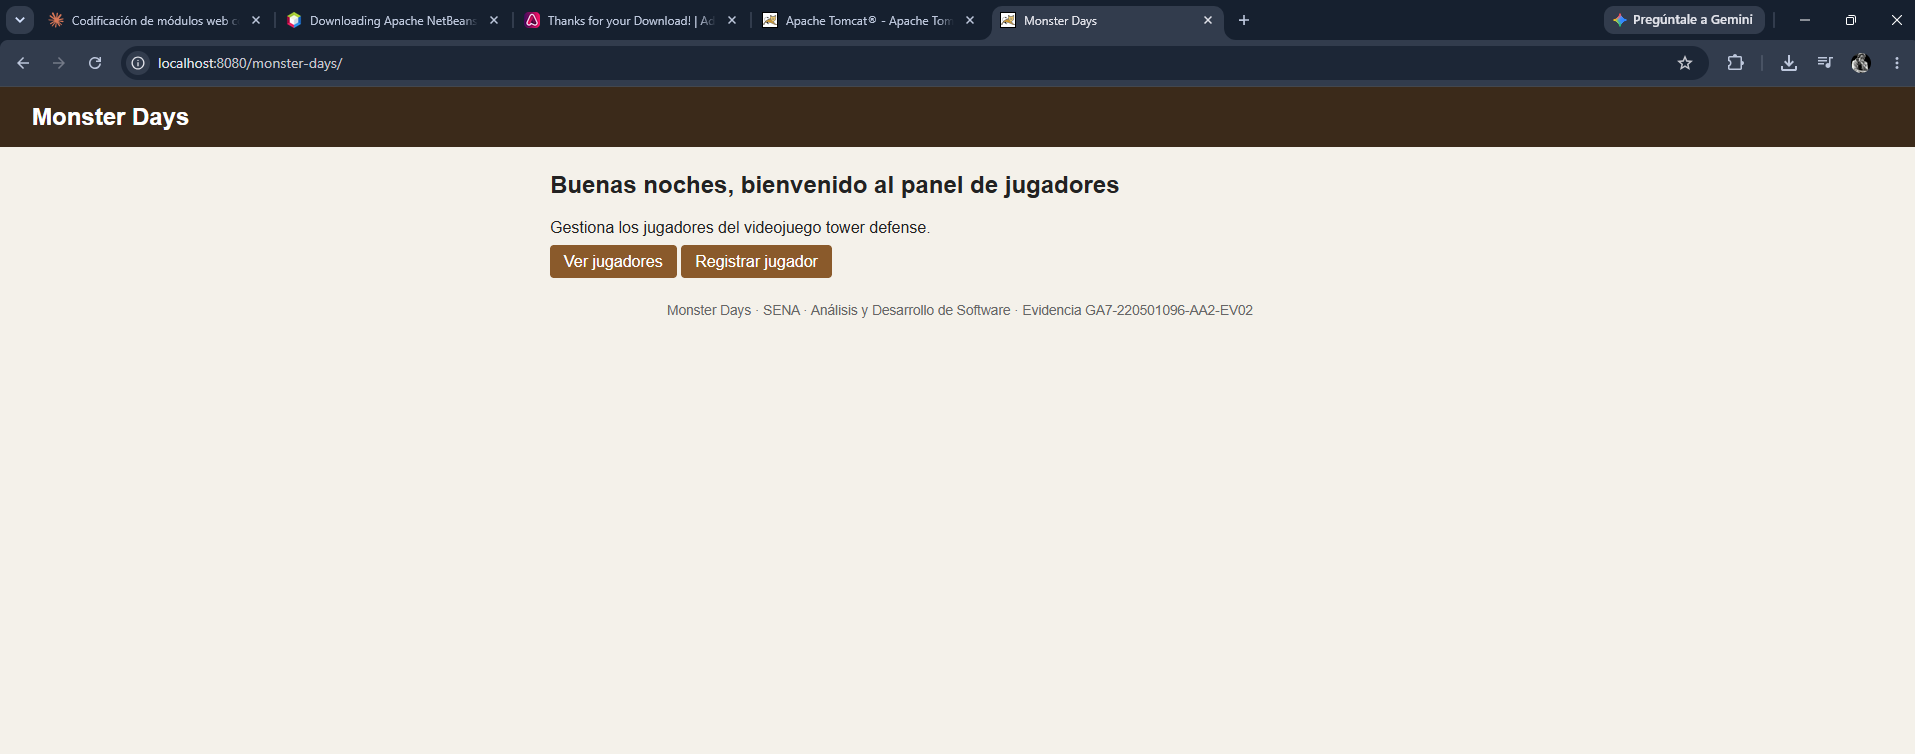 Codificación de módulos web
Downloading Apache NetBeans
Thanks for your Download! | Ad
Apache Tomcat® - Apache Tom
Monster Days
Pregúntale a Gemini
localhost:8080/monster-days/
Monster Days
Buenas noches, bienvenido al panel de jugadores
Gestiona los jugadores del videojuego tower defense.
Ver jugadores
Registrar jugador
Monster Days · SENA · Análisis y Desarrollo de Software · Evidencia GA7-220501096-AA2-EV02